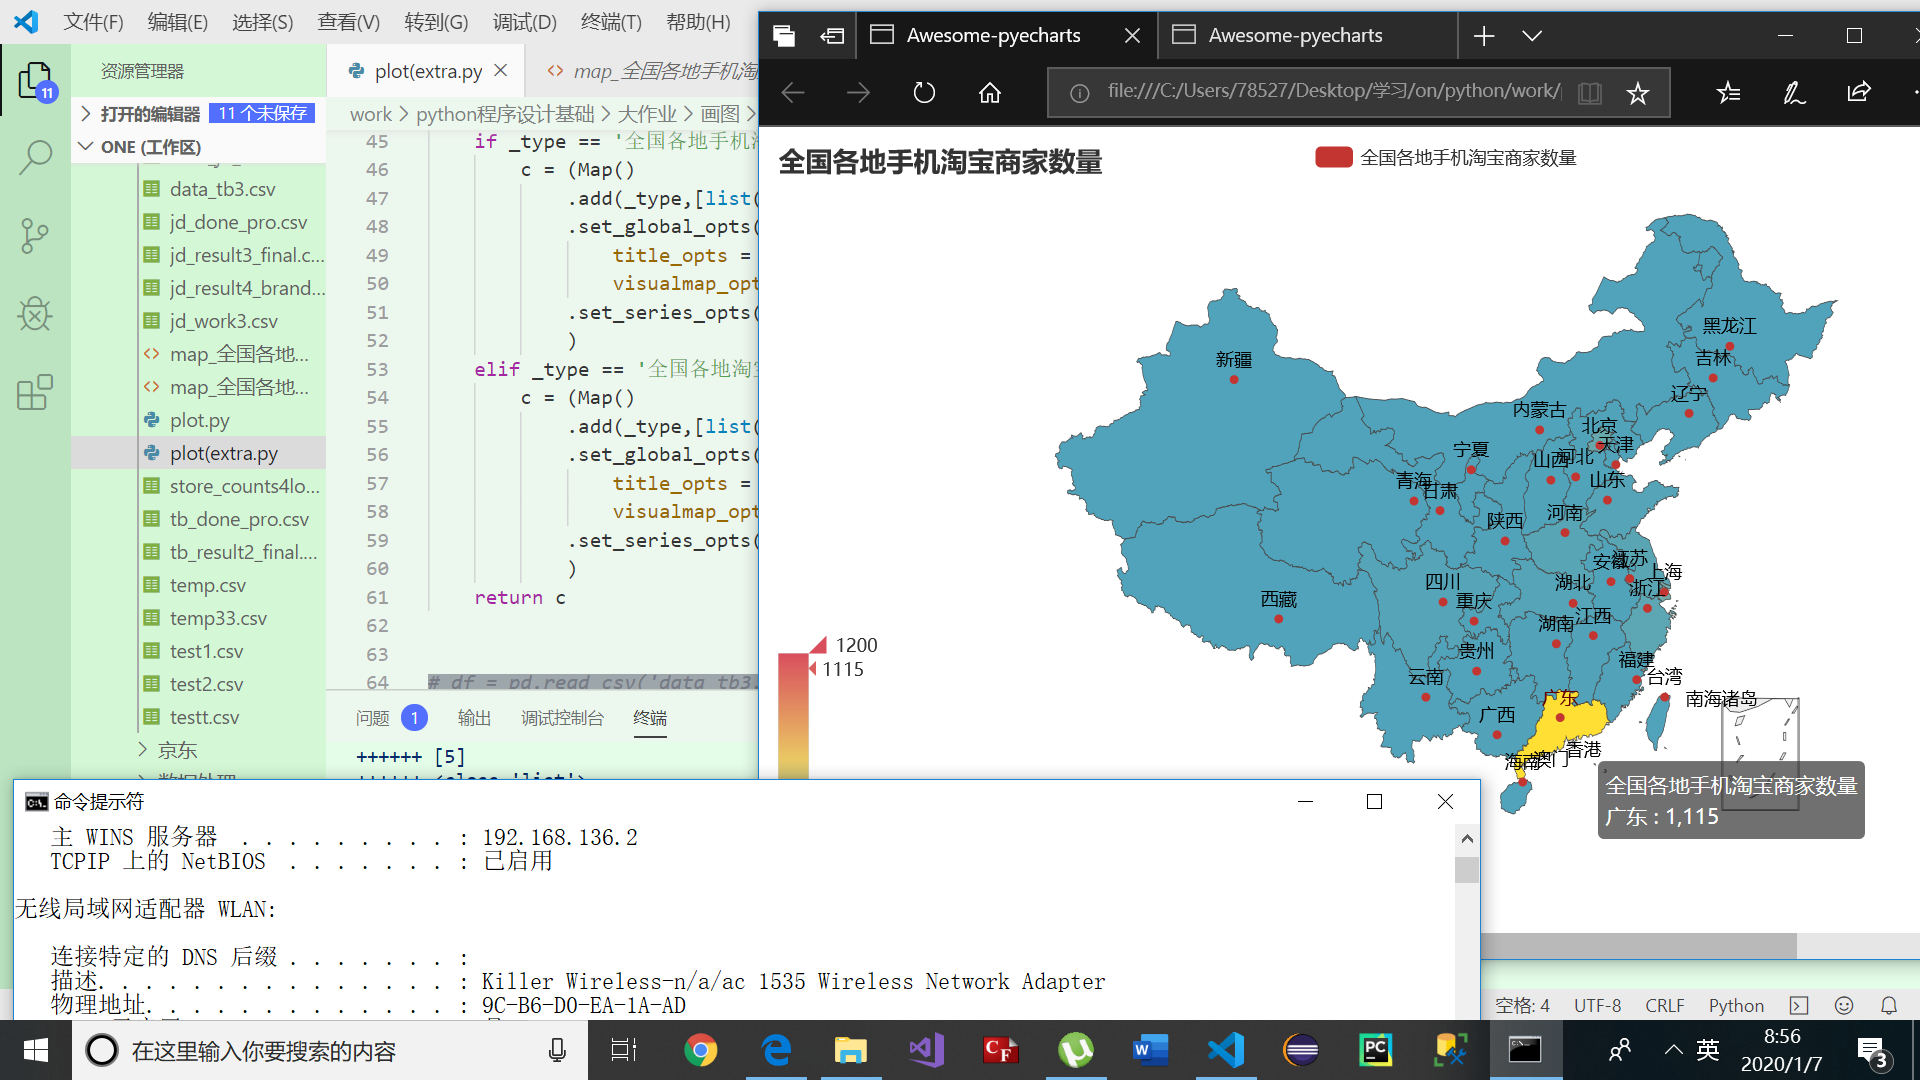 文件(F) 编辑(E) 选择(S) 查看(V) 转到(G) 调试(D) 终端(T) 帮助(H)
资源管理器
打开的编辑器 11 个未保存
ONE (工作区)
data_tb3.csv
jd_done_pro.csv
jd_result3_final.c...
jd_result4_brand...
jd_work3.csv
map_全国各地...
map_全国各地...
plot.py
plot(extra.py
store_counts4lo...
tb_done_pro.csv
tb_result2_final....
temp.csv
temp33.csv
test1.csv
test2.csv
testt.csv
京东
11
plot(extra.py
map_全国各地手机淘
work > python程序设计基础 > 大作业 > 画图 >
45 if _type == '全国各地手机淘
46 c = (Map()
47 .add(_type,[list(
48 .set_global_opts(
49 title_opts =
50 visualmap_opt
51 .set_series_opts(
52 )
53 elif _type == '全国各地淘宝
54 c = (Map()
55 .add(_type,[list(
56 .set_global_opts(
57 title_opts =
58 visualmap_opt
59 .set_series_opts(
60 )
61 return c
62
63
64 # df = pd.read_csv('data_tb3.
问题 1 输出 调试控制台 终端
++++++ [5]
Awesome-pyecharts
Awesome-pyecharts
file:///C:/Users/78527/Desktop/学习/on/python/work/
全国各地手机淘宝商家数量
全国各地手机淘宝商家数量
黑龙江
吉林
新疆
辽宁
内蒙古
北京
天津
宁夏
山西
河北
山东
青海
甘肃
河南
陕西
安徽
江苏
上海
四川
湖北
浙江
重庆
西藏
湖南
江西
贵州
福建
云南
台湾
广东
南海诸岛
广西
香港
海南
澳门
1200
1115
全国各地手机淘宝商家数量
广东 : 1,115
命令提示符
主 WINS 服务器 . . . . . . . . . : 192.168.136.2
TCPIP 上的 NetBIOS . . . . . . . : 已启用
无线局域网适配器 WLAN:
连接特定的 DNS 后缀 . . . . . . . :
描述. . . . . . . . . . . . . . . : Killer Wireless-n/a/ac 1535 Wireless Network Adapter
物理地址. . . . . . . . . . . . . : 9C-B6-D0-EA-1A-AD
空格: 4 UTF-8 CRLF Python
在这里输入你要搜索的内容
英
8:56
2020/1/7
3